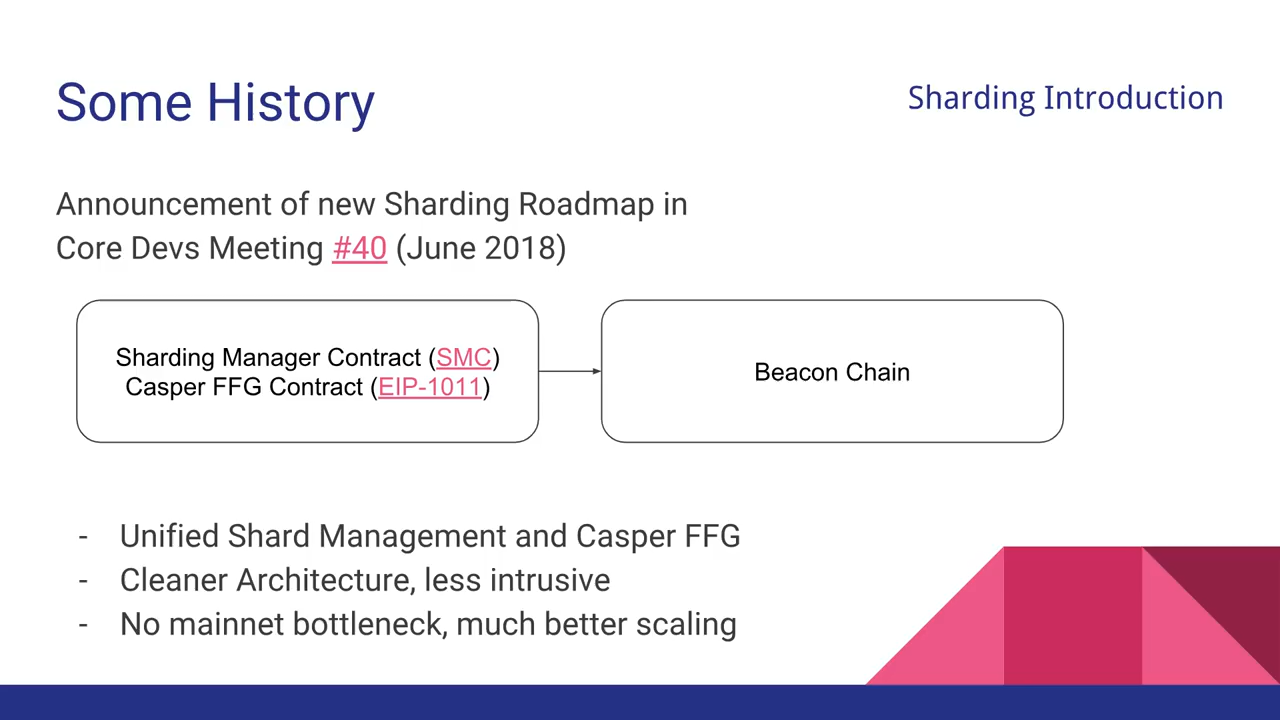 Some History
Sharding Introduction
Announcement of new Sharding Roadmap in
Core Devs Meeting #40 (June 2018)
Sharding Manager Contract (SMC)
Casper FFG Contract (EIP-1011)
Beacon Chain
- Unified Shard Management and Casper FFG
- Cleaner Architecture, less intrusive
- No mainnet bottleneck, much better scaling